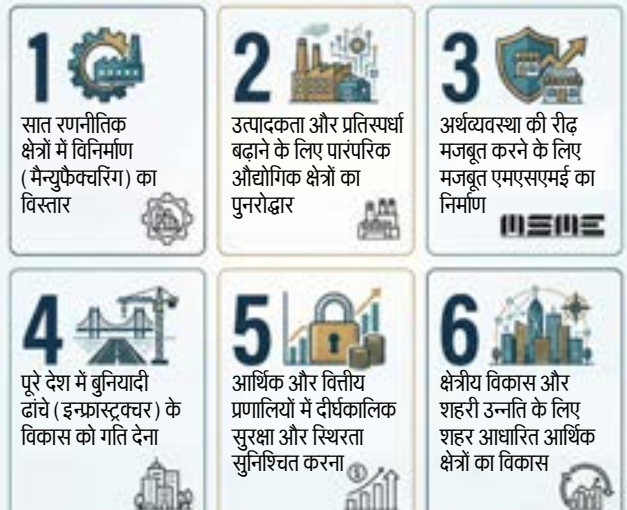 1
सात रणनीतिक
क्षेत्रों में विनिर्माण
(मैन्युफैक्चरिंग) का
विस्तार
2
उत्पादकता और प्रतिस्पर्धा
बढ़ाने के लिए पारंपरिक
औद्योगिक क्षेत्रों का
पुनरोद्धार
3
अर्थव्यवस्था की रीढ़
मजबूत करने के लिए
मजबूत एमएसएमई का
निर्माण
MSME
4
पूरे देश में बुनियादी
ढांचे (इन्फ्रास्ट्रक्चर) के
विकास को गति देना
5
आर्थिक और वित्तीय
प्रणालियों में दीर्घकालिक
सुरक्षा और स्थिरता
सुनिश्चित करना
6
क्षेत्रीय विकास और
शहरी उन्नति के लिए
शहर आधारित आर्थिक
क्षेत्रों का विकास